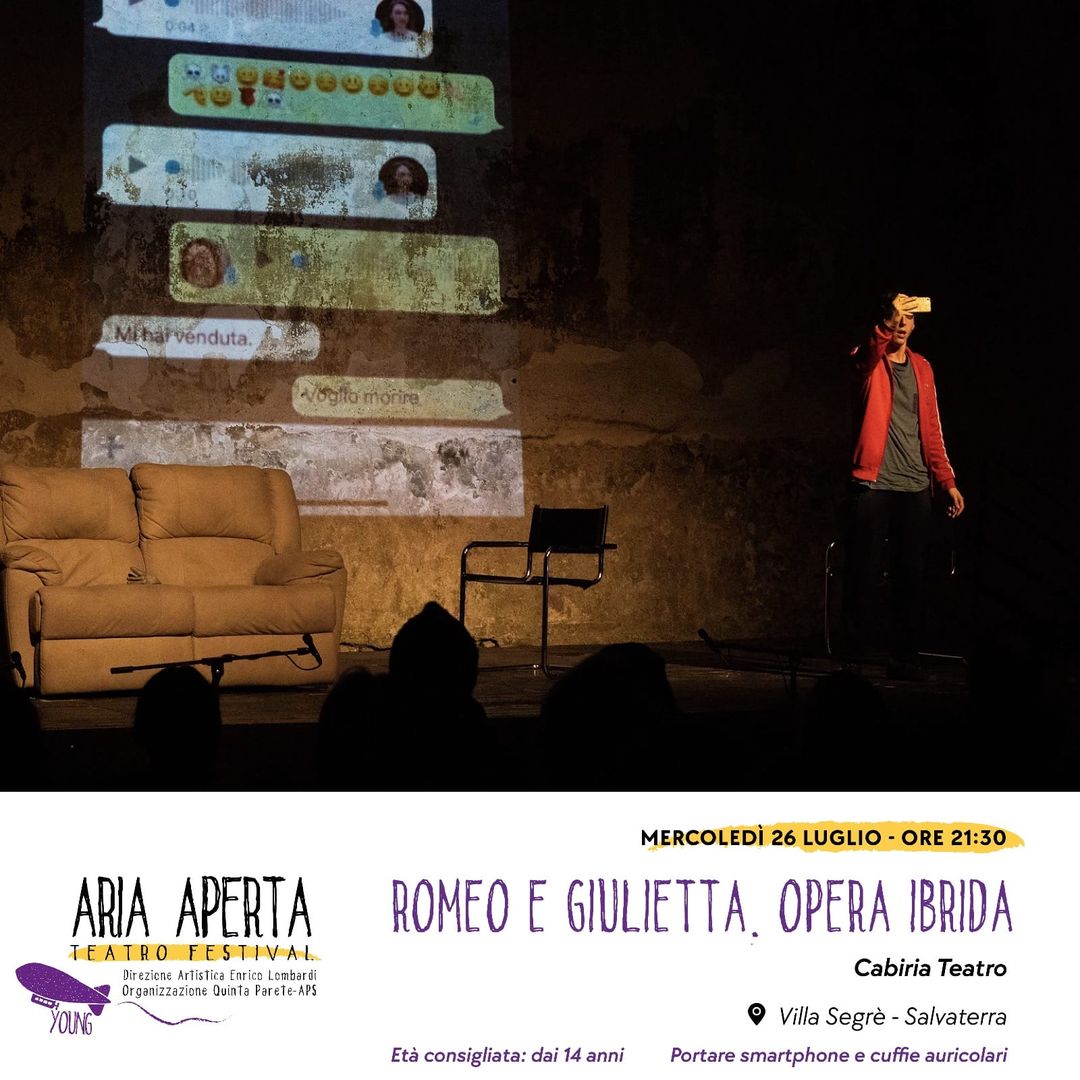 0:04
Mi hai venduta.
Voglio morire
MERCOLEDÌ 26 LUGLIO - ORE 21:30
ARIA APERTA
TEATRO FESTIVAL
Direzione Artistica Enrico Lombardi
Organizzazione Quinta Parete-APS
YOUNG
ROMEO E GIULIETTA. OPERA IBRIDA
Cabiria Teatro
Villa Segrè - Salvaterra
Età consigliata: dai 14 anni
Portare smartphone e cuffie auricolari